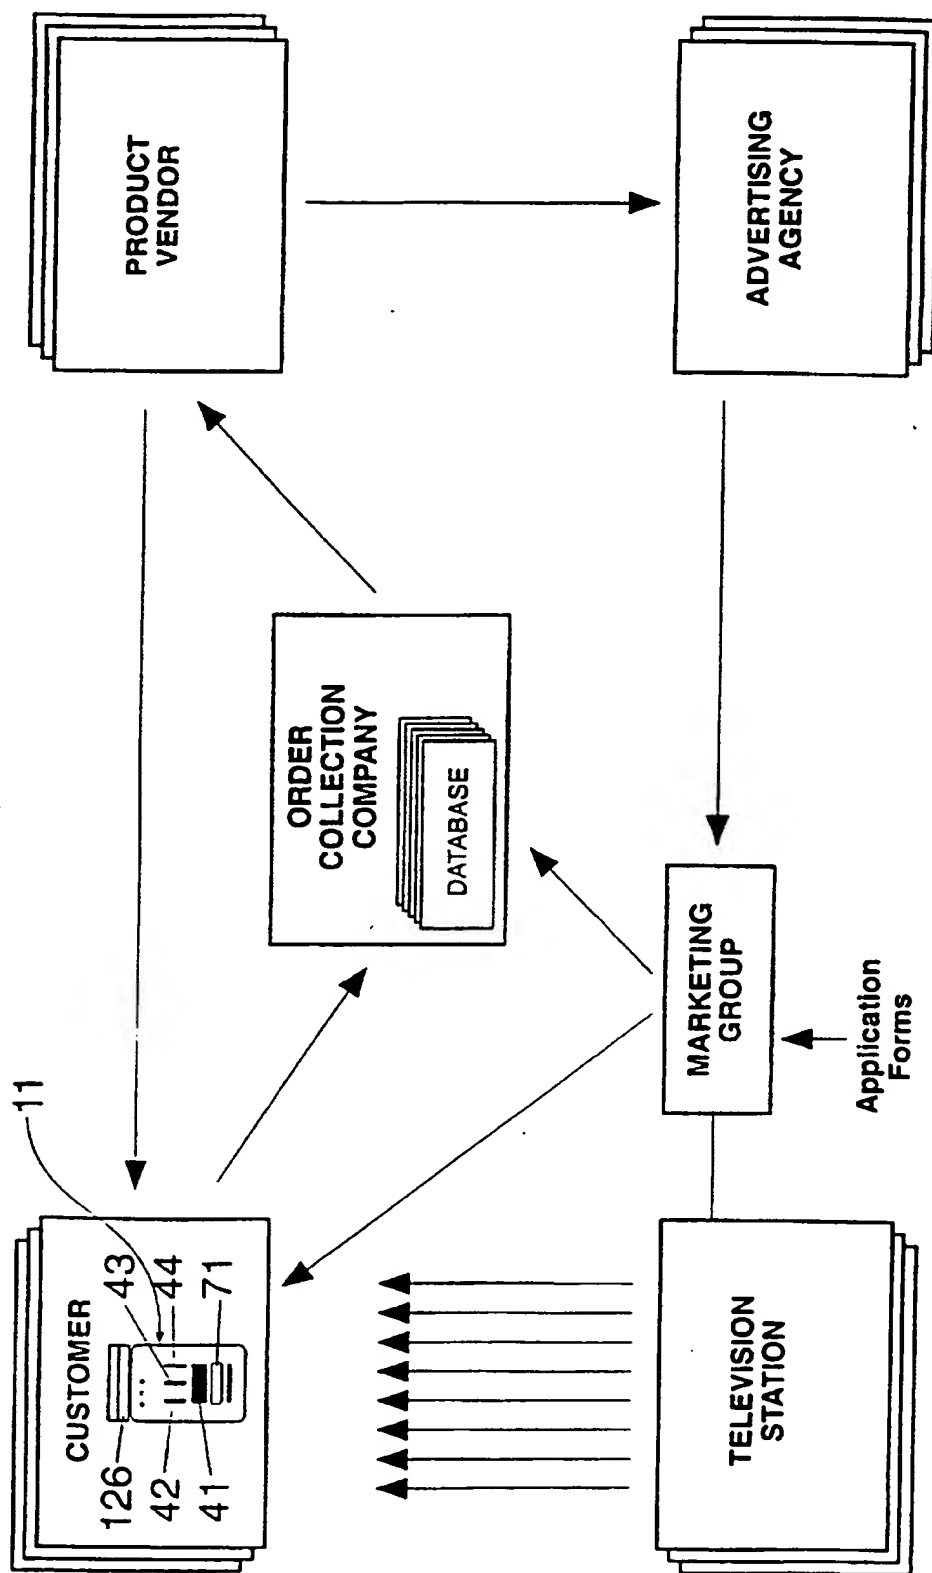 CUSTOMER
126
42
41
43
44
71
11
PRODUCT
VENDOR
ORDER
COLLECTION
COMPANY
DATABASE
TELEVISION
STATION
MARKETING
GROUP
Application
Forms
ADVERTISING
AGENCY